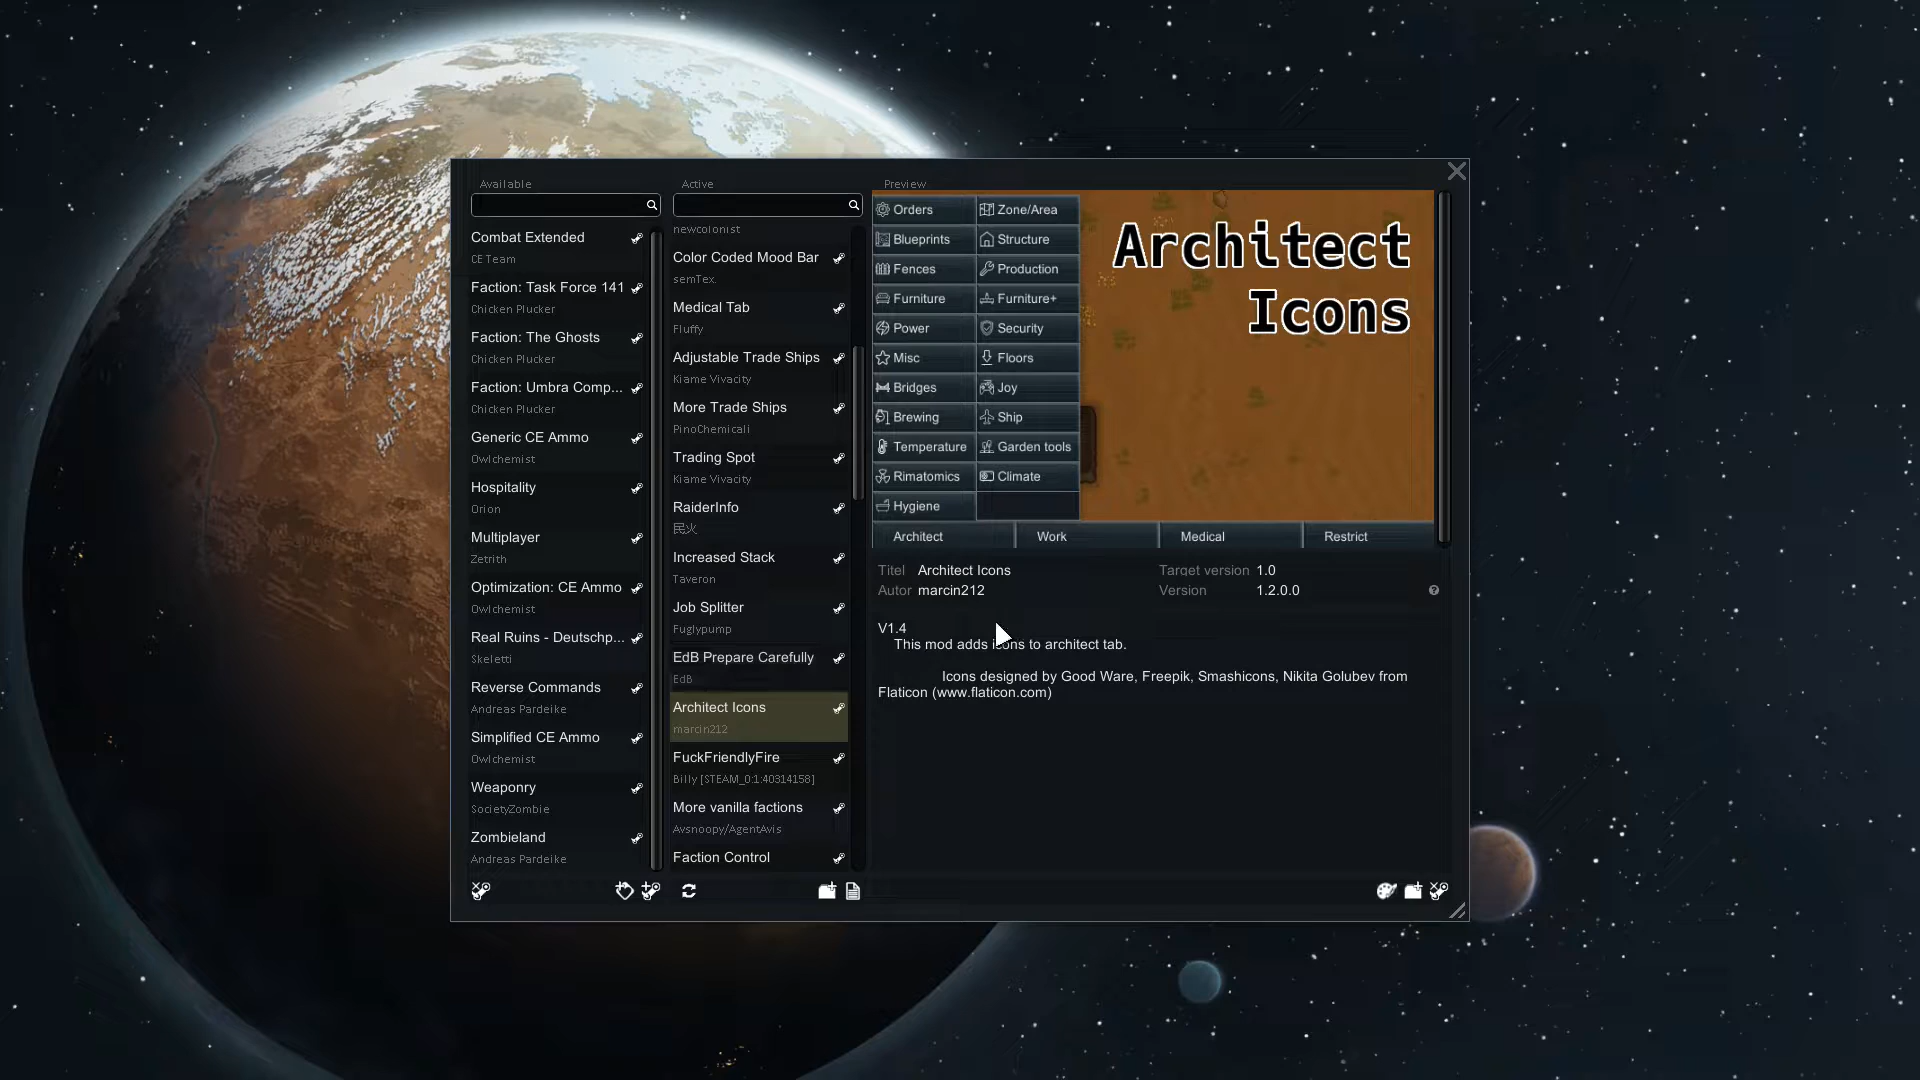 Available
Combat Extended
CE Team
Faction: Task Force 141
Chicken Plucker
Faction: The Ghosts
Chicken Plucker
Faction: Umbra Comp...
Chicken Plucker
Generic CE Ammo
Owlchemist
Hospitality
Orion
Multiplayer
Zetrith
Optimization: CE Ammo
Owlchemist
Real Ruins - Deutschp...
Skeletti
Reverse Commands
Andreas Pardeike
Simplified CE Ammo
Owlchemist
Weaponry
SocietyZombie
Zombieland
Andreas Pardeike
Active
newcolonist
Color Coded Mood Bar
semTex.
Medical Tab
Fluffy
Adjustable Trade Ships
Kiame Vivacity
More Trade Ships
PinoChemicali
Trading Spot
Kiame Vivacity
RaiderInfo
民火
Increased Stack
Taveron
Job Splitter
Fuglypump
EdB Prepare Carefully
EdB
Architect Icons
marcin212
FuckFriendlyFire
Billy [STEAM_0:1:40314158]
More vanilla factions
Avsnoopy/AgentAvis
Faction Control
Preview
Orders Zone/Area
Blueprints Structure
Fences Production
Furniture Furniture+
Power Security
Misc Floors
Bridges Joy
Brewing Ship
Temperature Garden tools
Rimatomics Climate
Hygiene
Architect
Icons
Architect Work Medical Restrict
Titel Architect Icons Target version 1.0
Autor marcin212 Version 1.2.0.0
V1.4
This mod adds icons to architect tab.
Icons designed by Good Ware, Freepik, Smashicons, Nikita Golubev from
Flaticon (www.flaticon.com)